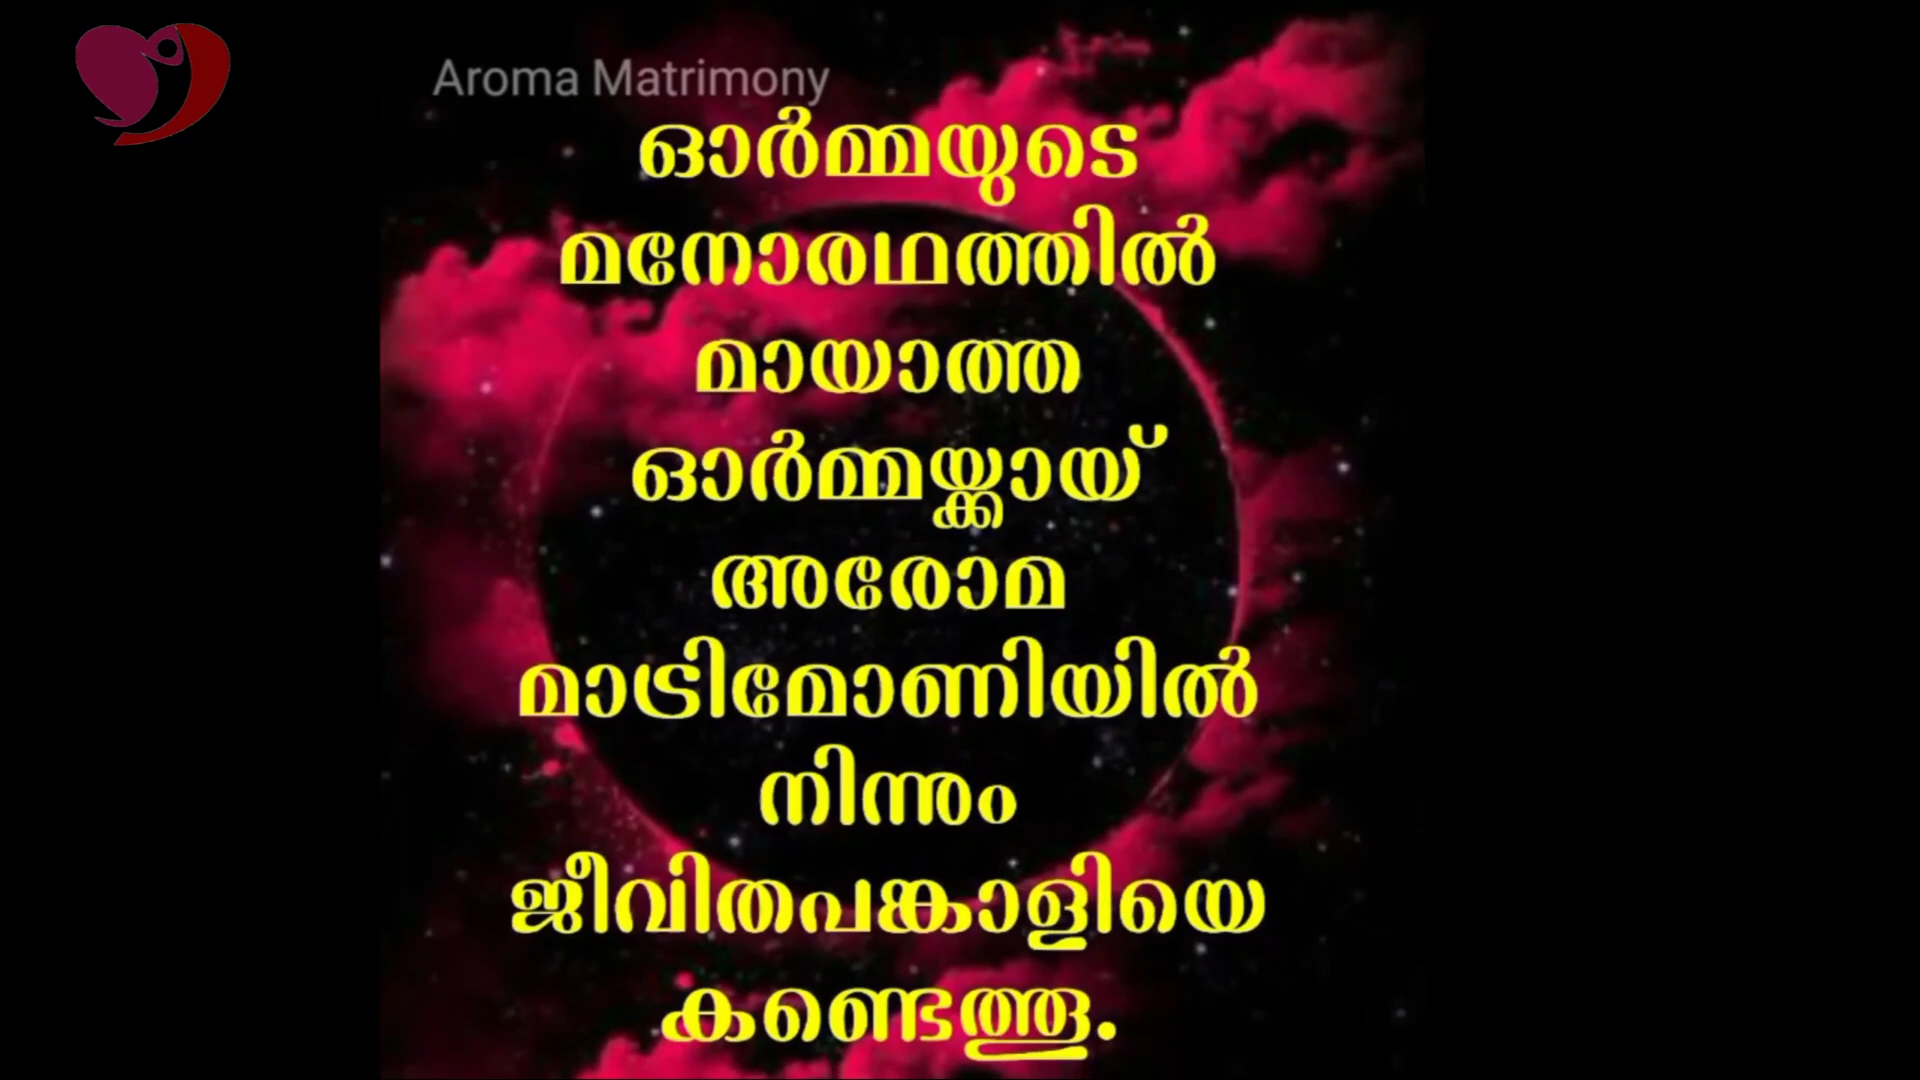 Aroma Matrimony
ഓർമ്മയുടെ
മനോരഥത്തിൽ
മായാത്ത
ഓർമ്മയ്ക്കായ്
അരോമ
മാട്രിമോണിയിൽ
നിന്നും
ജീവിതപങ്കാളിയെ
കണ്ടെത്തൂ.